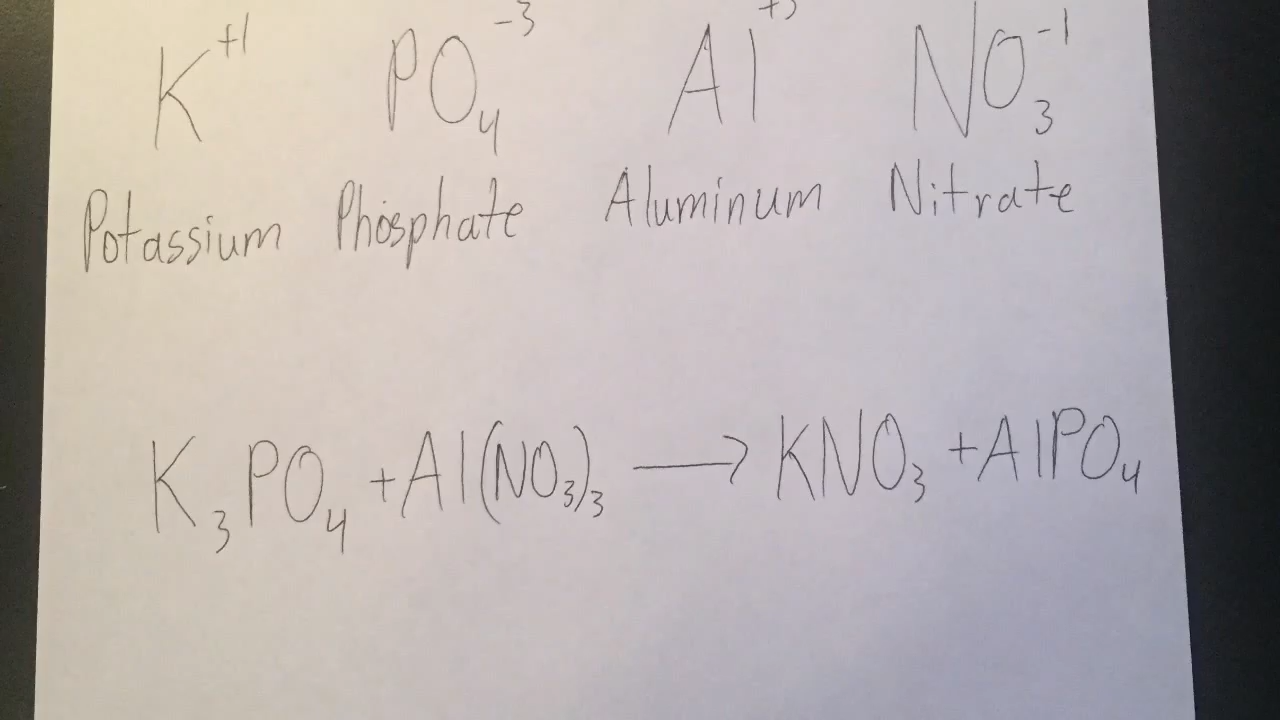 K⁺¹ PO₄⁻³ Al⁺³ NO₃⁻¹
Potassium Phosphate Aluminum Nitrate
K₃PO₄ + Al(NO₃)₃ → KNO₃ + AlPO₄